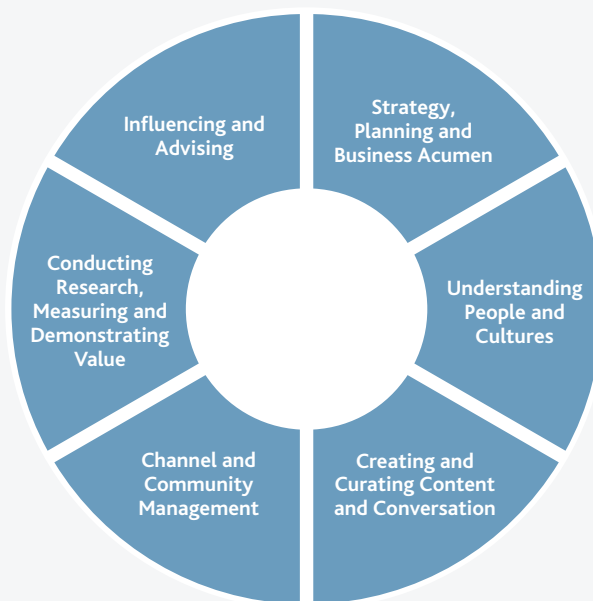 Influencing and
Advising
Strategy,
Planning and
Business Acumen
Understanding
People and
Cultures
Creating and
Curating Content
and Conversation
Channel and
Community
Management
Conducting
Research,
Measuring and
Demonstrating
Value